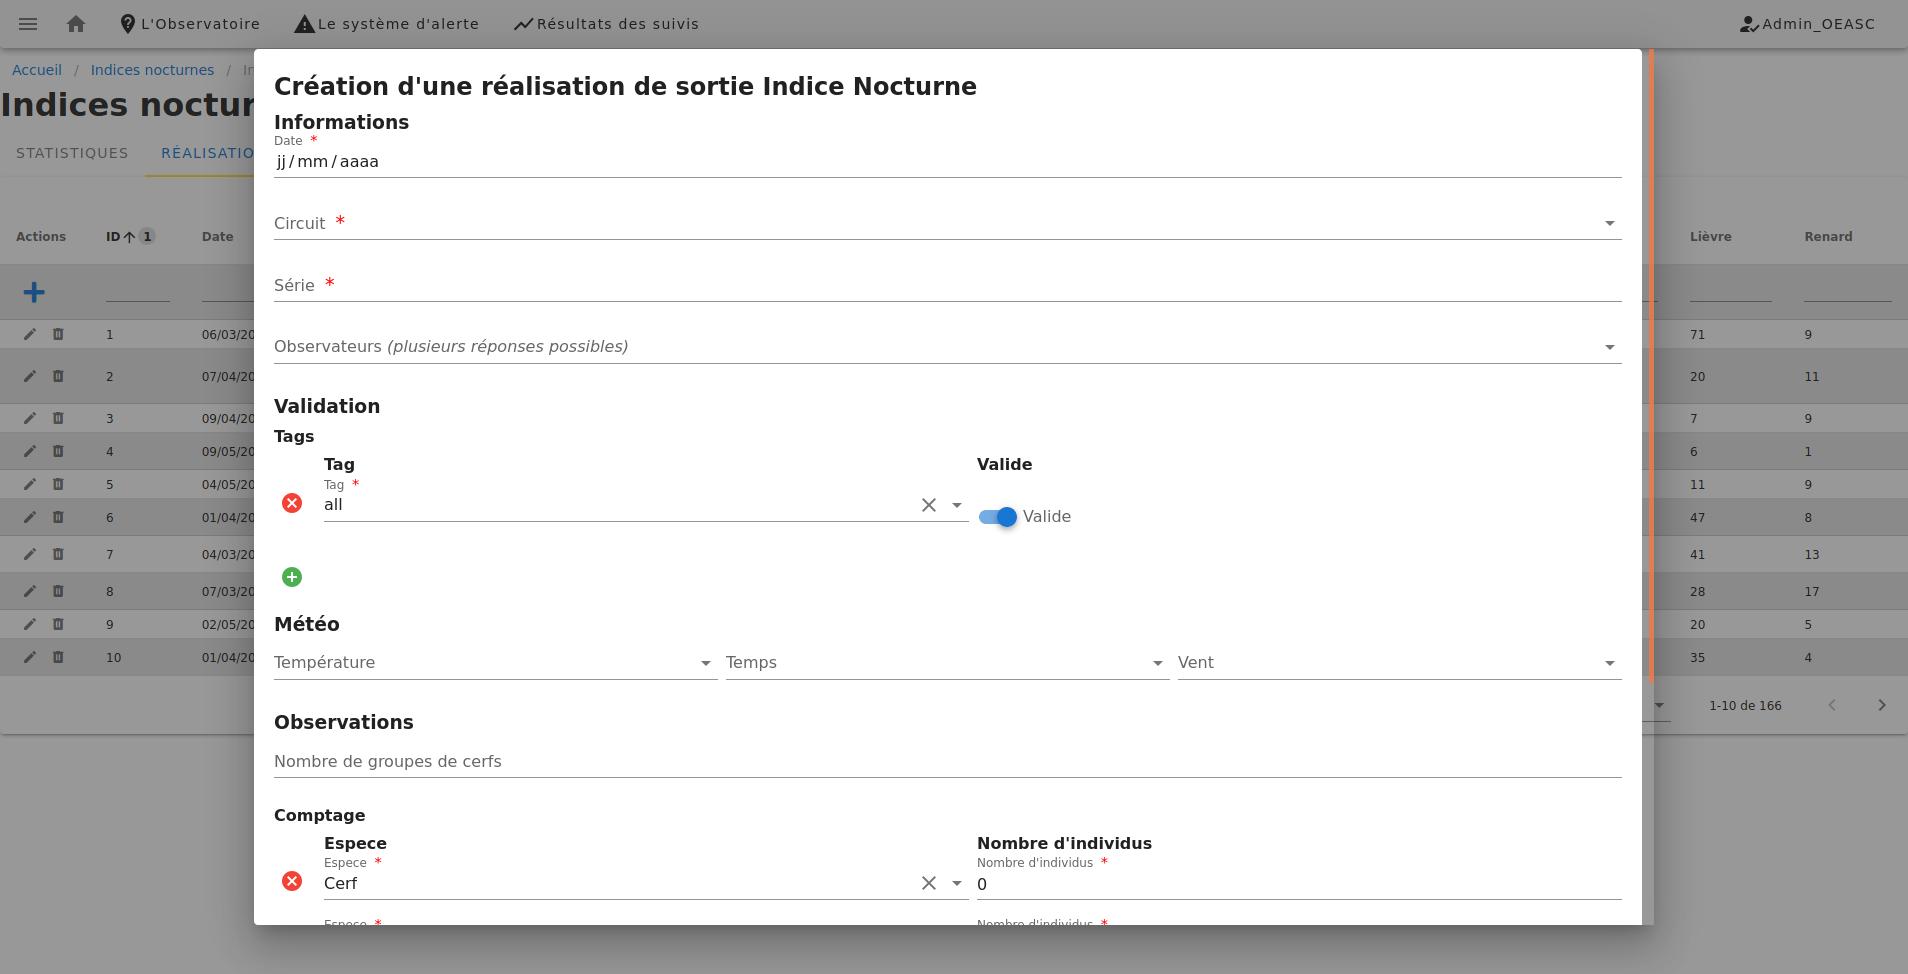 L'Observatoire Le système d'alerte Résultats des suivis Admin_OEASC
Accueil / Indices nocturnes / In
Indices noctur
STATISTIQUES RÉALISATIO
Actions ID 1 Date Lièvre Renard
1 06/03/20 71 9
2 07/04/20 20 11
3 09/04/20 7 9
4 09/05/20 6 1
5 04/05/20 11 9
6 01/04/20 47 8
7 04/03/20 41 13
8 07/03/20 28 17
9 02/05/20 20 5
10 01/04/20 35 4
1-10 de 166
Création d'une réalisation de sortie Indice Nocturne
Informations
Date *
jj/mm/aaaa
Circuit *
Série *
Observateurs (plusieurs réponses possibles)
Validation
Tags
Tag Valide
Tag *
all
Valide
Météo
Température Temps Vent
Observations
Nombre de groupes de cerfs
Comptage
Espece Nombre d'individus
Espece * Nombre d'individus *
Cerf 0
Espece * Nombre d'individus *